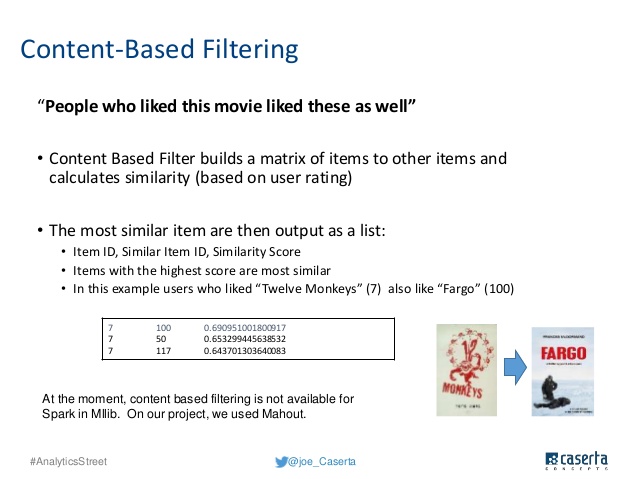 Content-Based Filtering
“People who liked this movie liked these as well”
• Content Based Filter builds a matrix of items to other items and
calculates similarity (based on user rating)
• The most similar item are then output as a list:
• Item ID, Similar Item ID, Similarity Score
• Items with the highest score are most similar
• In this example users who liked “Twelve Monkeys” (7) also like “Fargo” (100)
7 100 0.690951001800917
7 50 0.653299445638532
7 117 0.643701303640083
MONKEYS
FARGO
At the moment, content based filtering is not available for
Spark in Mllib. On our project, we used Mahout.
#AnalyticsStreet
@joe_Caserta
caserta
CONCEPTS